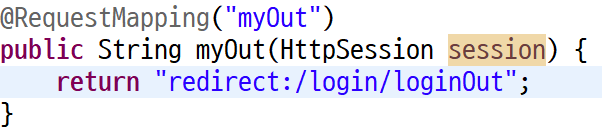 @RequestMapping("myOut")
public String myOut(HttpSession session) {
    return "redirect:/login/loginOut";
}